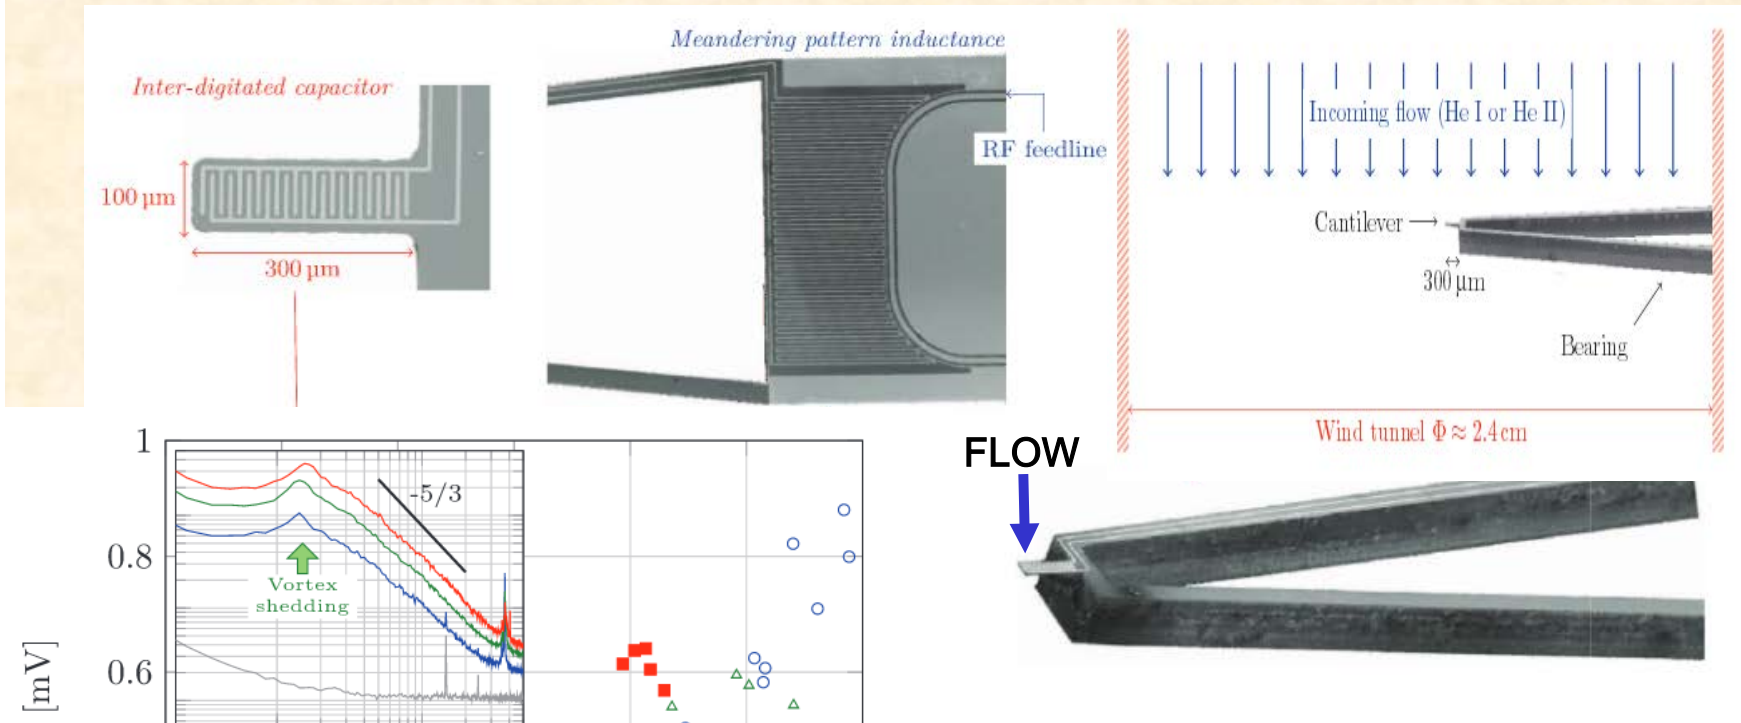 Meandering pattern inductance
Inter-digitated capacitor
Incoming flow (He I or He II)
RF feedline
100 µm
Cantilever
300 µm
300 µm
Bearing
Wind tunnel Φ ≈ 2.4 cm
FLOW
1
-5/3
0.8
Vortex
shedding
0.6
[mV]